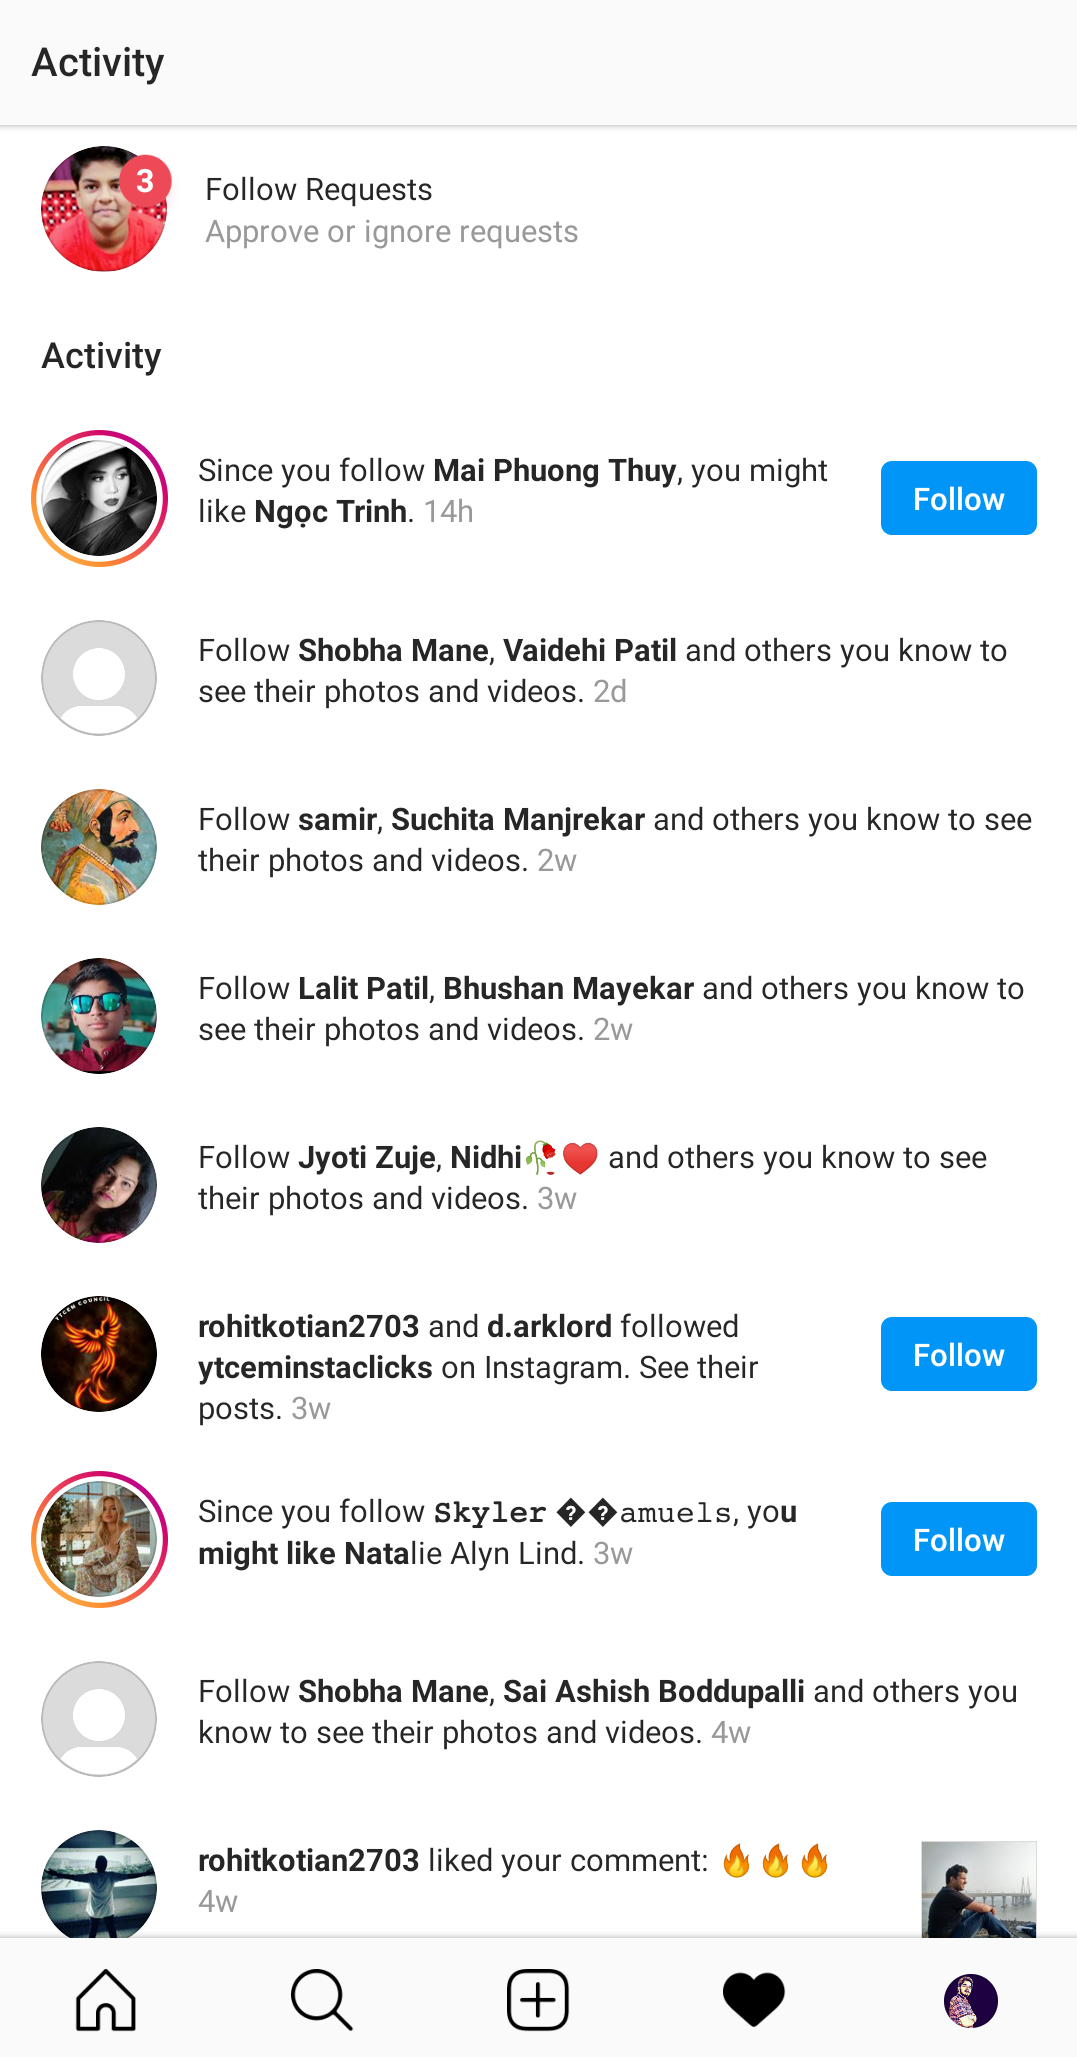 Activity
3
Follow Requests
Approve or ignore requests
Activity
Since you follow Mai Phuong Thuy, you might
like Ngọc Trinh. 14h
Follow
Follow Shobha Mane, Vaidehi Patil and others you know to
see their photos and videos. 2d
Follow samir, Suchita Manjrekar and others you know to see
their photos and videos. 2w
Follow Lalit Patil, Bhushan Mayekar and others you know to
see their photos and videos. 2w
Follow Jyoti Zuje, Nidhi🥀♥️ and others you know to see
their photos and videos. 3w
YTCEM COUNCIL
rohitkotian2703 and d.arklord followed
ytceminstaclicks on Instagram. See their
posts. 3w
Follow
Since you follow 𝚂𝚔𝚢𝚕𝚎𝚛 ��𝚊𝚖𝚞𝚎𝚕𝚜, you
might like Natalie Alyn Lind. 3w
Follow
Follow Shobha Mane, Sai Ashish Boddupalli and others you
know to see their photos and videos. 4w
rohitkotian2703 liked your comment: 🔥🔥🔥
4w